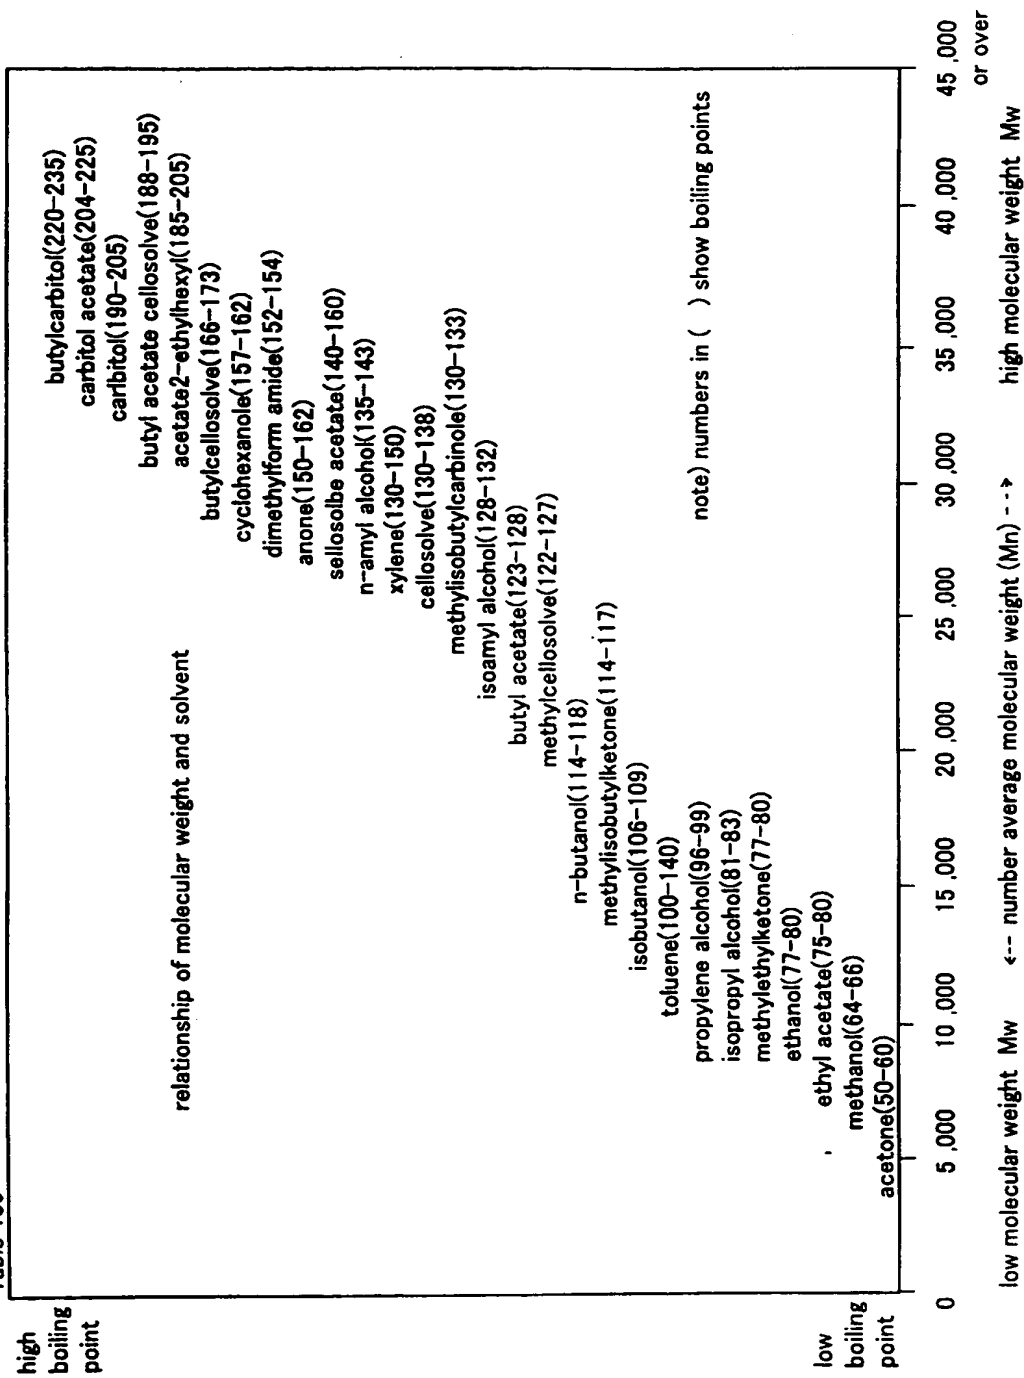 high
boiling
point
butylcarbitol(220-235)
carbitol acetate(204-225)
carlbitol(190-205)
butyl acetate cellosolve(188-195)
relationship of molecular weight and solvent
acetate2-ethylhexyl(185-205)
butylcellosolve(166-173)
cyclohexanole(157-162)
dimethylform amide(152-154)
anone(150-162)
sellosolbe acetate(140-160)
n-amyl alcohol(135-143)
xylene(130-150)
cellosolve(130-138)
methylisobutylcarbinole(130-133)
isoamyl alcohol(128-132)
butyl acetate(123-128)
methylcellosolve(122-127)
n-butanol(114-118)
methylisobutylketone(114-117)
isobutanol(106-109)
toluene(100-140)
propylene alcohol(96-99)
note) numbers in ( ) show boiling points
isopropyl alcohol(81-83)
methylethylketone(77-80)
ethanol(77-80)
ethyl acetate(75-80)
methanol(64-66)
acetone(50-60)
low
boiling
point
0 5,000 10,000 15,000 20,000 25,000 30,000 35,000 40,000 45,000
or over
low molecular weight Mw <-- number average molecular weight (Mn) --> high molecular weight Mw